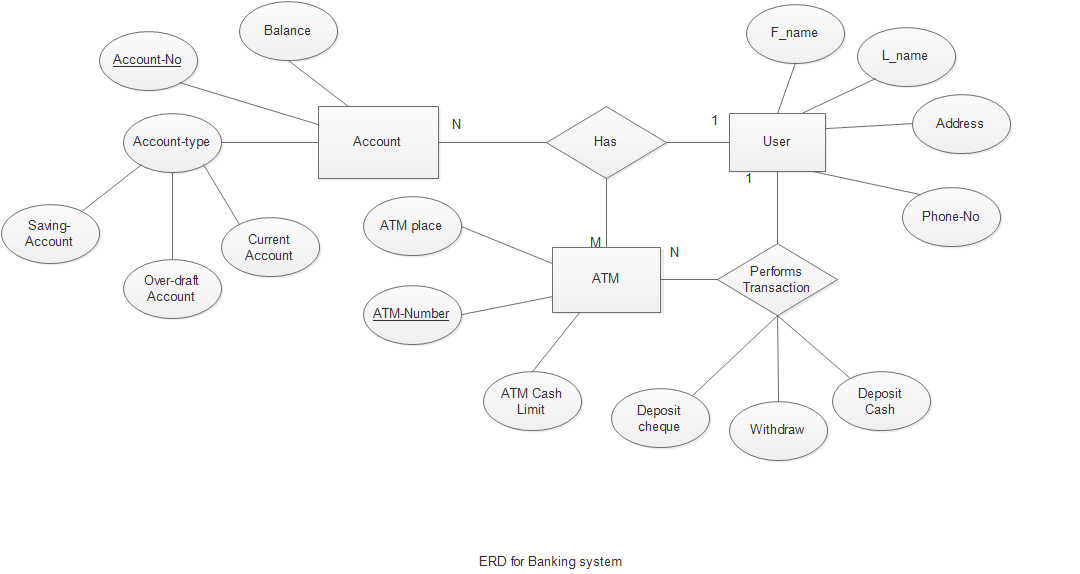 F_name
Balance
L_name
Account-No
Address
N
1
Account-type
Account
Has
User
1
Saving-
Account
ATM place
Phone-No
Current
Account
M
N
Over-draft
Account
ATM
Performs
Transaction
ATM-Number
ATM Cash
Limit
Deposit
cheque
Withdraw
Deposit
Cash
ERD for Banking system